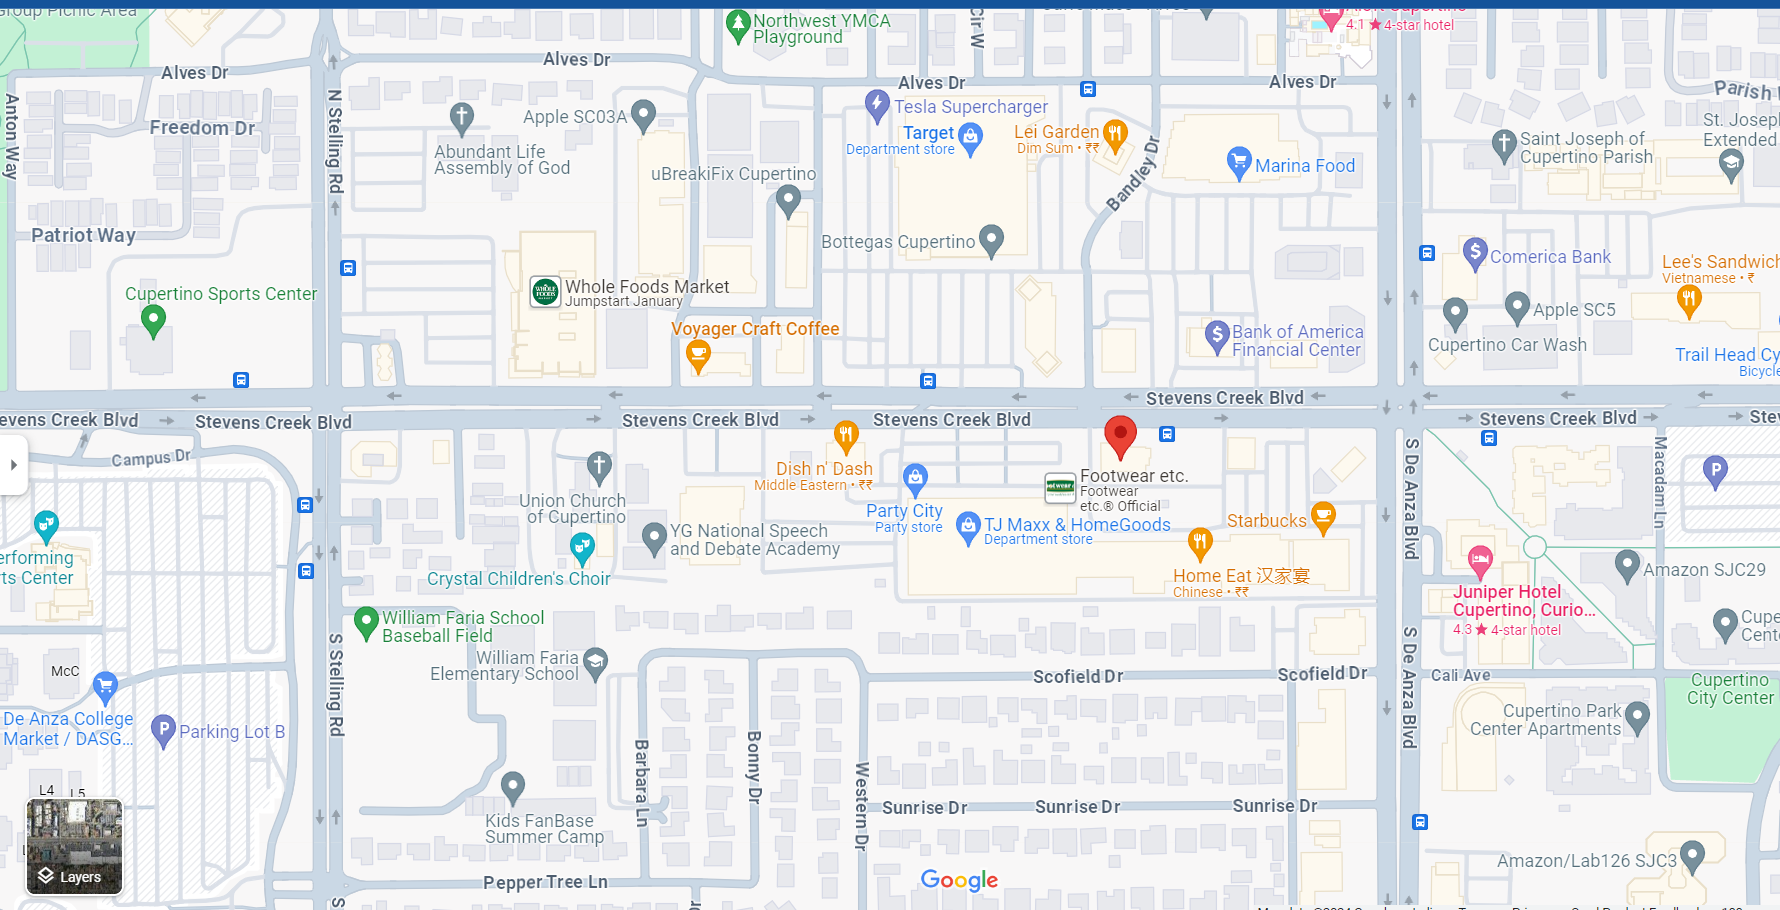 Group Picnic Area
Northwest YMCA
Playground
Cir W
4.1 ★ 4-star hotel
Alves Dr
Alves Dr
Alves Dr
Alves Dr
Anton Way
N Stelling Rd
Freedom Dr
Apple SC03A
Abundant Life
Assembly of God
Tesla Supercharger
Target
Department store
Lei Garden
Dim Sum • ₹₹
Bandley Dr
Marina Food
Parish
Saint Joseph of
Cupertino Parish
St. Joseph
Extended
uBreakiFix Cupertino
Patriot Way
Bottegas Cupertino
Comerica Bank
Lee's Sandwich
Vietnamese • ₹
Cupertino Sports Center
WHOLE
FOODS
MARKET
Whole Foods Market
Jumpstart January
Voyager Craft Coffee
Bank of America
Financial Center
Apple SC5
Cupertino Car Wash
Trail Head Cy
Bicycle
evens Creek Blvd
Stevens Creek Blvd
Stevens Creek Blvd
Stevens Creek Blvd
Stevens Creek Blvd
Stevens Creek Blvd
Ste
Campus Dr
Dish n' Dash
Middle Eastern • ₹₹
Union Church
of Cupertino
Party City
Party store
Footwear etc.
Footwear
etc.® Official
S De Anza Blvd
Macadam Ln
P
YG National Speech
and Debate Academy
TJ Maxx & HomeGoods
Department store
Starbucks
erforming
ts Center
Crystal Children's Choir
Home Eat 汉家宴
Chinese • ₹₹
Amazon SJC29
Juniper Hotel
Cupertino, Curio...
4.3 ★ 4-star hotel
William Faria School
Baseball Field
S Stelling Rd
William Faria
Elementary School
S De Anza Blvd
Cupe
Cente
McC
Scofield Dr
Scofield Dr
Cali Ave
Cupertino
City Center
De Anza College
Market / DASG...
P
Parking Lot B
Cupertino Park
Center Apartments
Barbara Ln
Bonny Dr
Western Dr
L4
L5
Sunrise Dr
Sunrise Dr
Sunrise Dr
Kids FanBase
Summer Camp
Layers
Pepper Tree Ln
Google
Amazon/Lab126 SJC3